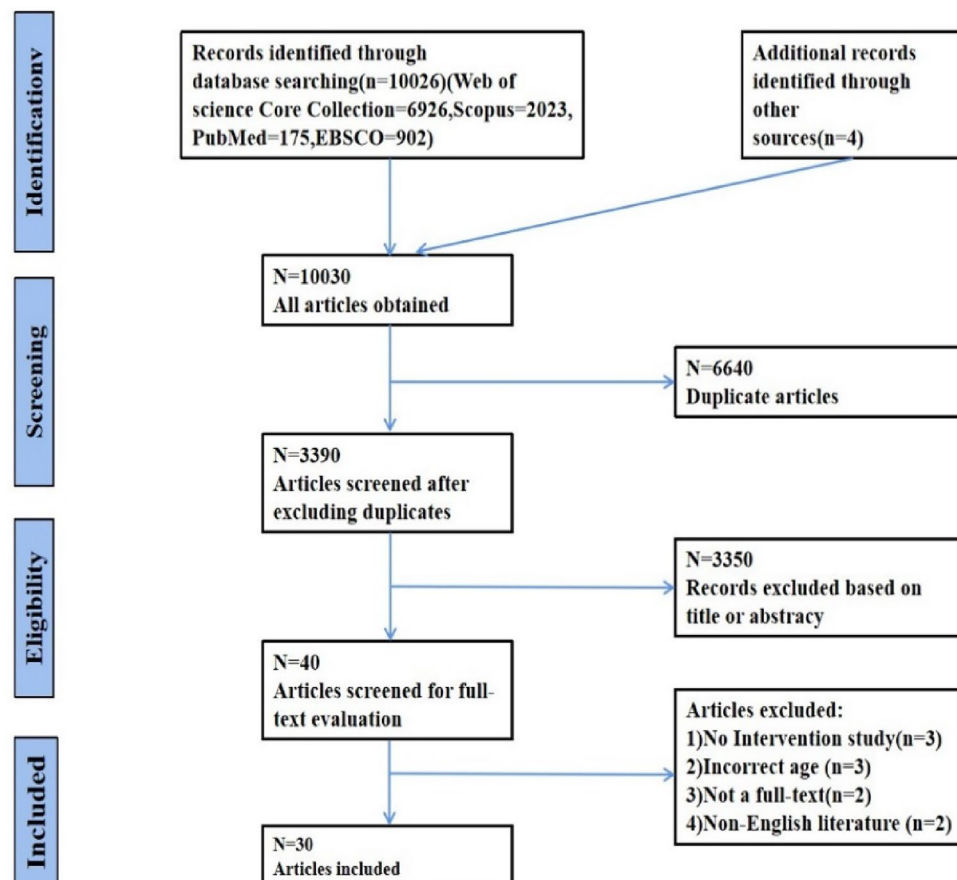 Identificationv
Records identified through
database searching(n=10026)(Web of
science Core Collection=6926,Scopus=2023,
PubMed=175,EBSCO=902)
Additional records
identified through
other
sources(n=4)
N=10030
All articles obtained
Screening
N=6640
Duplicate articles
N=3390
Articles screened after
excluding duplicates
Eligibility
N=3350
Records excluded based on
title or abstracy
N=40
Articles screened for full-
text evaluation
Articles excluded:
1)No Intervention study(n=3)
2)Incorrect age (n=3)
3)Not a full-text(n=2)
4)Non-English literature (n=2)
Included
N=30
Articles included